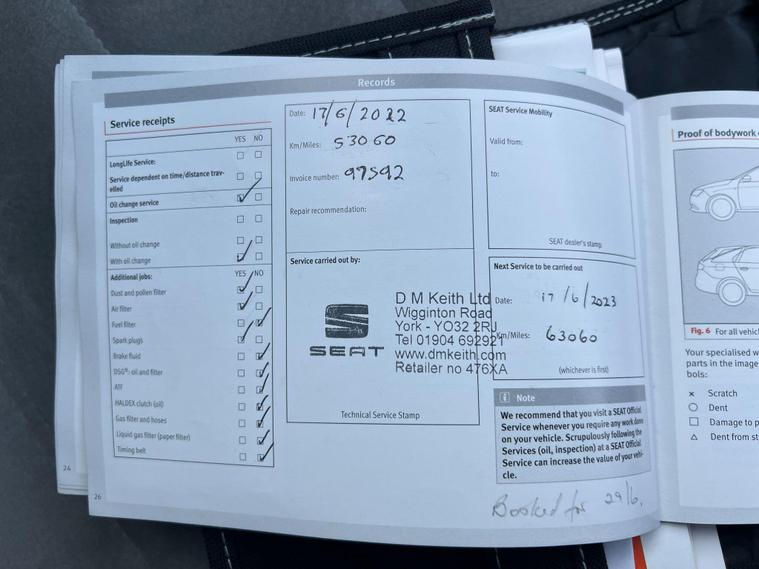 Records
Service receipts
YES NO
LongLife Service:
Service dependent on time/distance trav-
elled
Oil change service
Inspection
Without oil change
With oil change
Additional jobs: YES NO
Dust and pollen filter
Air filter
Fuel filter
Spark plugs
Brake fluid
DSG®: oil and filter
ATF
HALDEX clutch (oil)
Gas filter and hoses
Liquid gas filter (paper filter)
Timing belt
24
26
Date: 17/6/2022
Km/Miles: 53060
Invoice number: 97592
Repair recommendation:
Service carried out by:
SEAT
D M Keith Ltd
Wigginton Road
York - YO32 2RJ
Tel 01904 692921
www.dmkeith.com
Retailer no 476XA
Technical Service Stamp
SEAT Service Mobility
Valid from:
to:
SEAT dealer's stamp
Next Service to be carried out
Date: 17/6/2023
Km/Miles: 63060
(whichever is first)
Note
We recommend that you visit a SEAT Official
Service whenever you require any work done
on your vehicle. Scrupulously following the
Services (oil, inspection) at a SEAT Official
Service can increase the value of your vehi-
cle.
Booked for 29/6.
Proof of bodywork
Fig. 6 For all vehic
Your specialised w
parts in the image
bols:
x Scratch
○ Dent
□ Damage to p
△ Dent from st